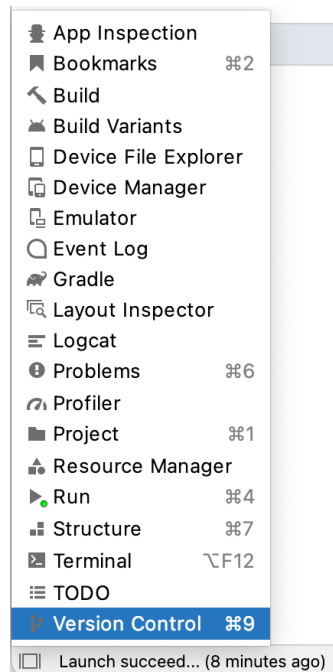 App Inspection
Bookmarks ⌘2
Build
Build Variants
Device File Explorer
Device Manager
Emulator
Event Log
Gradle
Layout Inspector
Logcat
Problems ⌘6
Profiler
Project ⌘1
Resource Manager
Run ⌘4
Structure ⌘7
Terminal ⌥F12
TODO
Version Control ⌘9
Launch succeed... (8 minutes ago)